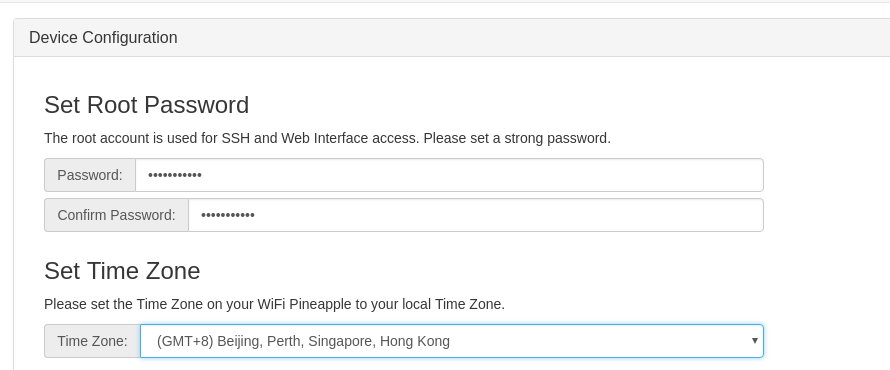 Device Configuration
Set Root Password
The root account is used for SSH and Web Interface access. Please set a strong password.
Password: •••••••••••
Confirm Password: •••••••••••
Set Time Zone
Please set the Time Zone on your WiFi Pineapple to your local Time Zone.
Time Zone: (GMT+8) Beijing, Perth, Singapore, Hong Kong